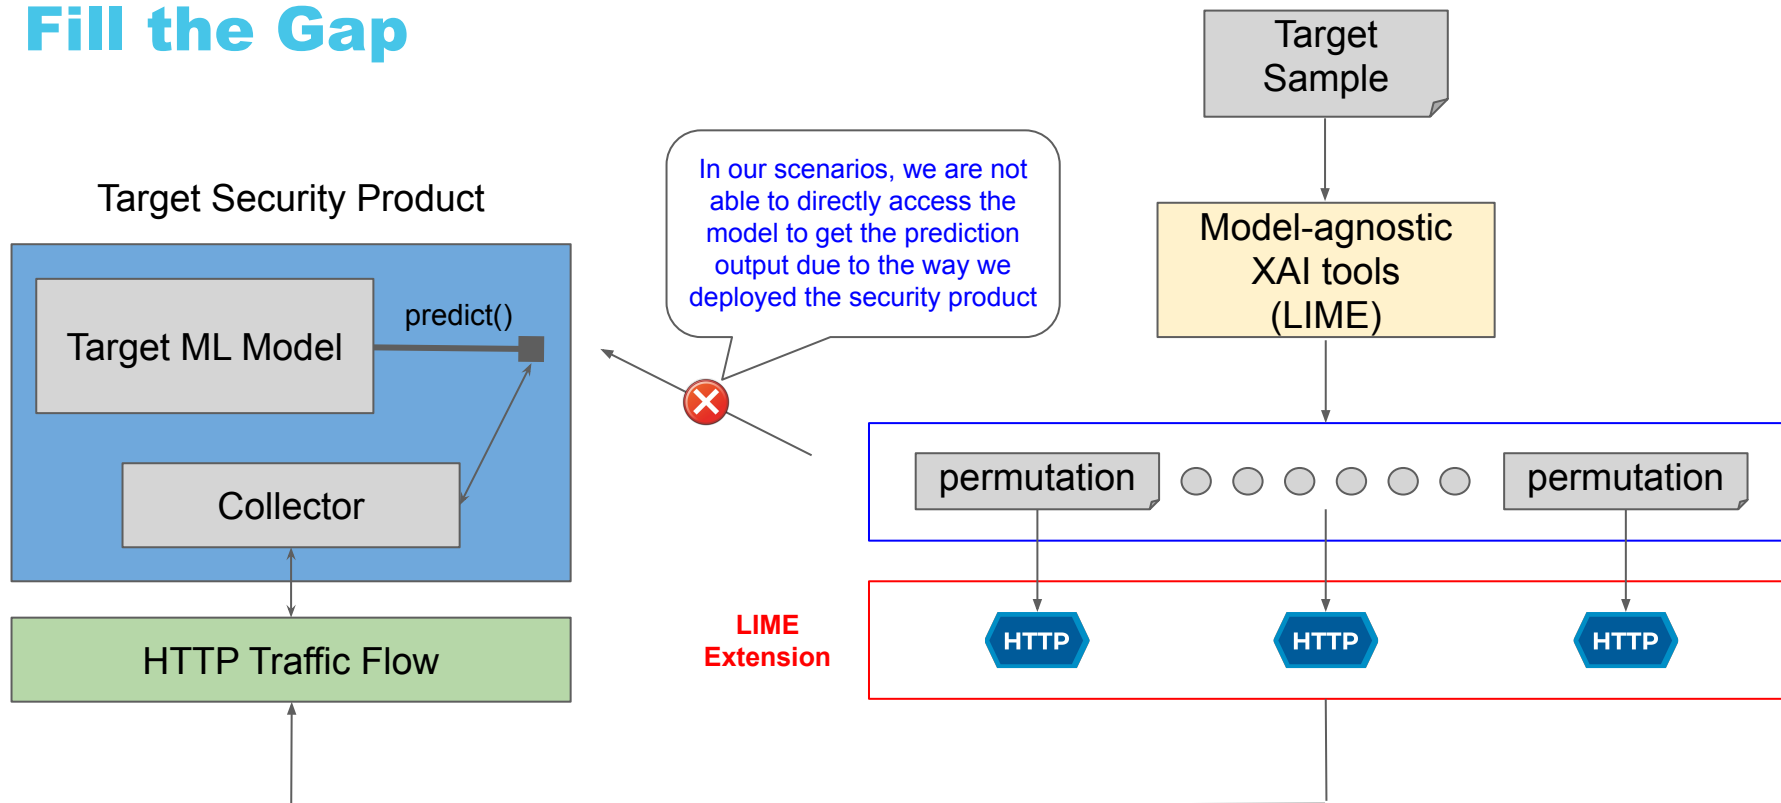 Fill the Gap
Target
Sample
In our scenarios, we are not
able to directly access the
model to get the prediction
output due to the way we
deployed the security product
Target Security Product
Model-agnostic
XAI tools
(LIME)
predict()
Target ML Model
permutation
permutation
Collector
LIME
Extension
HTTP
HTTP
HTTP
HTTP Traffic Flow